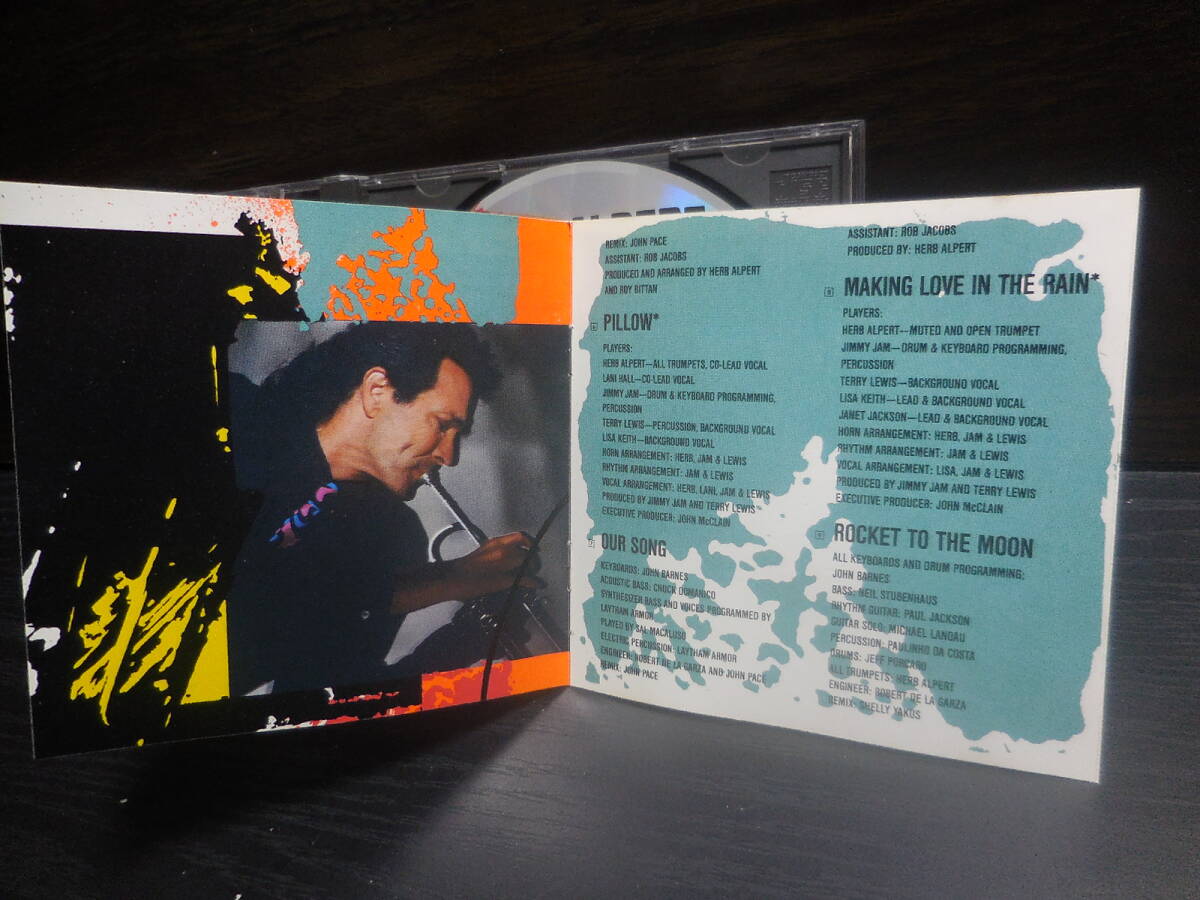 REMIX: JOHN PACE
ASSISTANT: ROB JACOBS
PRODUCED AND ARRANGED BY HERB ALPERT
AND ROY BITTAN
6 PILLOW*
PLAYERS:
HERB ALPERT—ALL TRUMPETS, CO-LEAD VOCAL
LANI HALL—CO-LEAD VOCAL
JIMMY JAM—DRUM & KEYBOARD PROGRAMMING,
PERCUSSION
TERRY LEWIS—PERCUSSION, BACKGROUND VOCAL
LISA KEITH—BACKGROUND VOCAL
HORN ARRANGEMENT: HERB, JAM & LEWIS
RHYTHM ARRANGEMENT: JAM & LEWIS
VOCAL ARRANGEMENT: HERB, LANI, JAM & LEWIS
PRODUCED BY JIMMY JAM AND TERRY LEWIS
EXECUTIVE PRODUCER: JOHN McCLAIN
7 OUR SONG
KEYBOARDS: JOHN BARNES
ACOUSTIC BASS: CHUCK DOMANICO
SYNTHESIZER BASS AND VOICES PROGRAMMED BY
LAYTHAM ARMOR
PLAYED BY SAL MACALUSO
ELECTRIC PERCUSSION: LAYTHAM ARMOR
ENGINEER: ROBERT DE LA GARZA AND JOHN PACE
REMIX: JOHN PACE
ASSISTANT: ROB JACOBS
PRODUCED BY: HERB ALPERT
8 MAKING LOVE IN THE RAIN*
PLAYERS:
HERB ALPERT—MUTED AND OPEN TRUMPET
JIMMY JAM—DRUM & KEYBOARD PROGRAMMING,
PERCUSSION
TERRY LEWIS—BACKGROUND VOCAL
LISA KEITH—LEAD & BACKGROUND VOCAL
JANET JACKSON—LEAD & BACKGROUND VOCAL
HORN ARRANGEMENT: HERB, JAM & LEWIS
RHYTHM ARRANGEMENT: JAM & LEWIS
VOCAL ARRANGEMENT: LISA, JAM & LEWIS
PRODUCED BY JIMMY JAM AND TERRY LEWIS
EXECUTIVE PRODUCER: JOHN McCLAIN
9 ROCKET TO THE MOON
ALL KEYBOARDS AND DRUM PROGRAMMING:
JOHN BARNES
BASS: NEIL STUBENHAUS
RHYTHM GUITAR: PAUL JACKSON
GUITAR SOLO: MICHAEL LANDAU
PERCUSSION: PAULINHO DA COSTA
DRUMS: JEFF PORCARO
ALL TRUMPETS: HERB ALPERT
ENGINEER: ROBERT DE LA GARZA
REMIX: SHELLY YAKUS